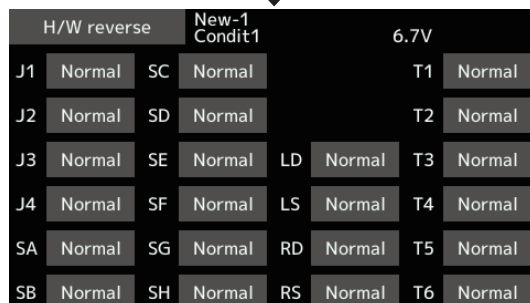 H/W reverse New-1
Condit1 6.7V
J1 Normal SC Normal T1 Normal
J2 Normal SD Normal T2 Normal
J3 Normal SE Normal LD Normal T3 Normal
J4 Normal SF Normal LS Normal T4 Normal
SA Normal SG Normal RD Normal T5 Normal
SB Normal SH Normal RS Normal T6 Normal